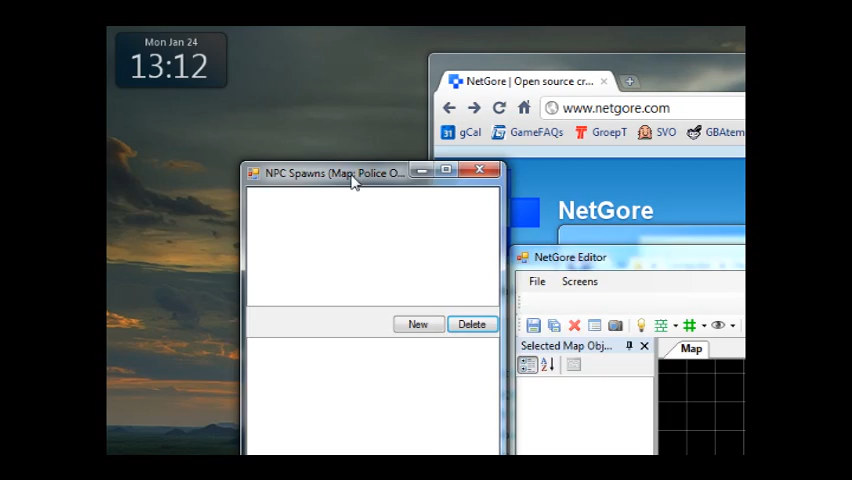 Mon Jan 24
13:12
NetGore | Open source cr...
www.netgore.com
31 gCal GameFAQs GroepT SVO GBAtem
NPC Spawns (Map: Police O...
NetGore
NetGore Editor
File Screens
New Delete
Selected Map Obj...
Map